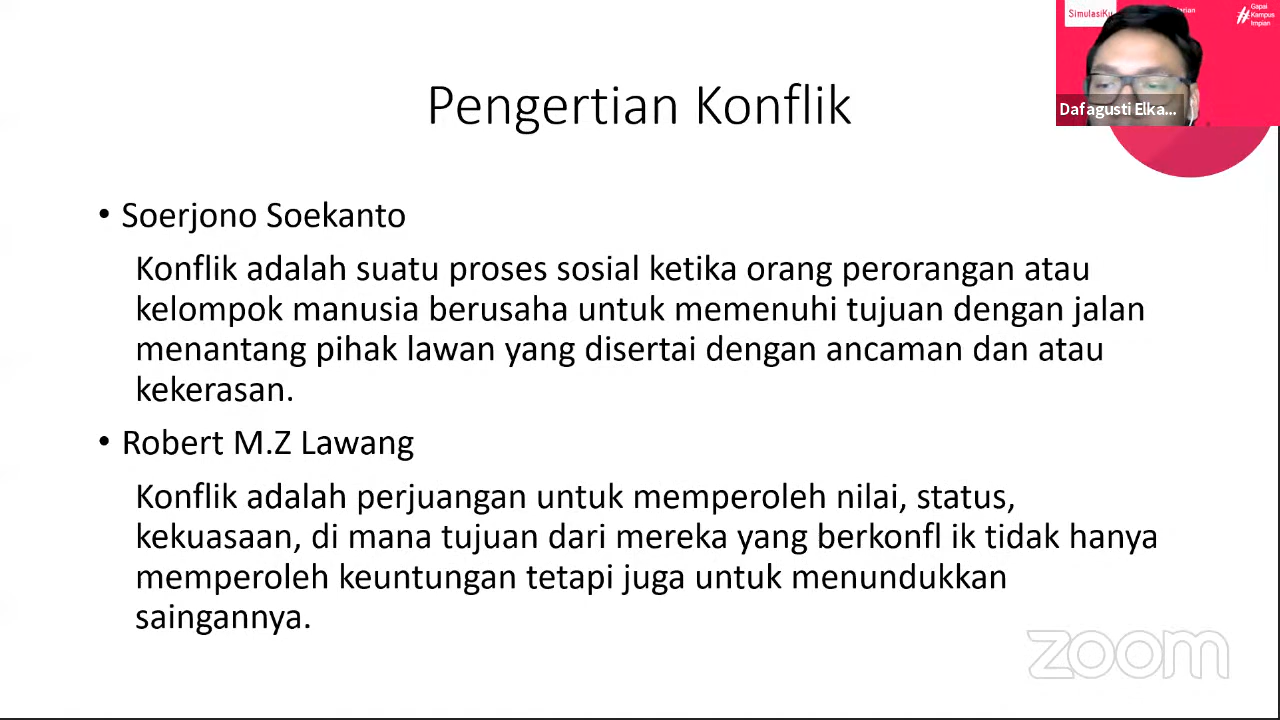 SimulasiKu
Gapai
Kampus
Impian
Dafagusti Elka...
Pengertian Konflik
• Soerjono Soekanto
Konflik adalah suatu proses sosial ketika orang perorangan atau
kelompok manusia berusaha untuk memenuhi tujuan dengan jalan
menantang pihak lawan yang disertai dengan ancaman dan atau
kekerasan.
• Robert M.Z Lawang
Konflik adalah perjuangan untuk memperoleh nilai, status,
kekuasaan, di mana tujuan dari mereka yang berkonfl ik tidak hanya
memperoleh keuntungan tetapi juga untuk menundukkan
saingannya.
zoom